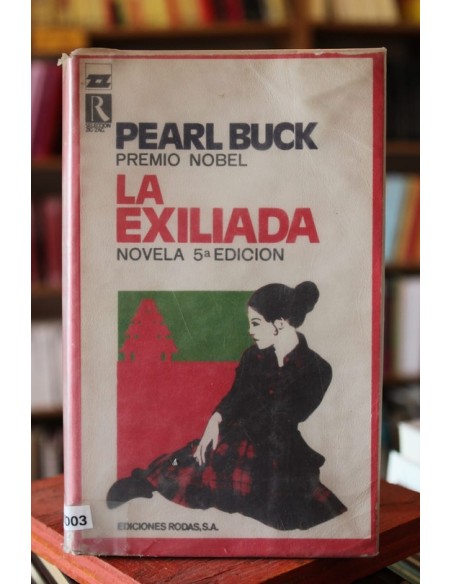 R
PEARL BUCK
PREMIO NOBEL
LA
EXILIADA
NOVELA 5ª EDICION
003
EDICIONES RODAS, S.A.